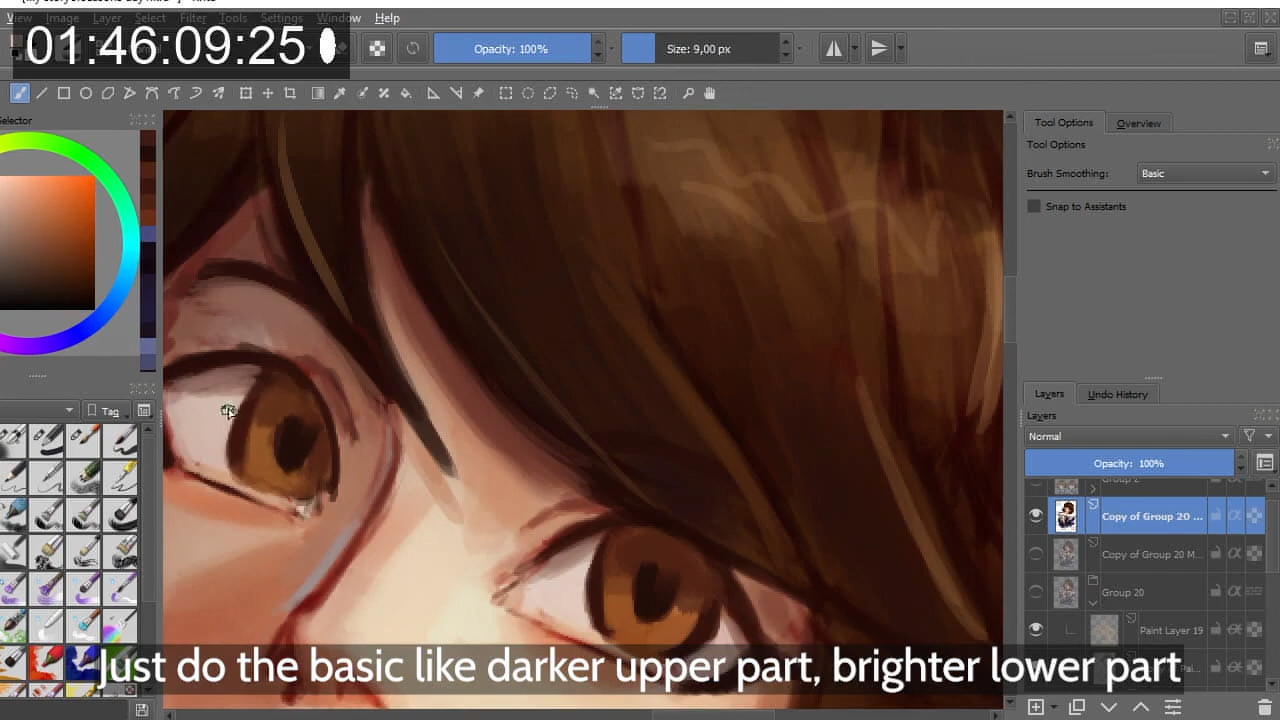 View Image Layer Select Filter Tools Settings Window Help
01:46:09:25
Opacity: 100%
Size: 9,00 px
Selector
Tool Options
Overview
Tool Options
Brush Smoothing:
Basic
Snap to Assistants
Tag
Layers
Undo History
Layers
Normal
Opacity: 100%
Group 2
Copy of Group 20 ...
Copy of Group 20 M...
Group 20
Paint Layer 19
Just do the basic like darker upper part, brighter lower part